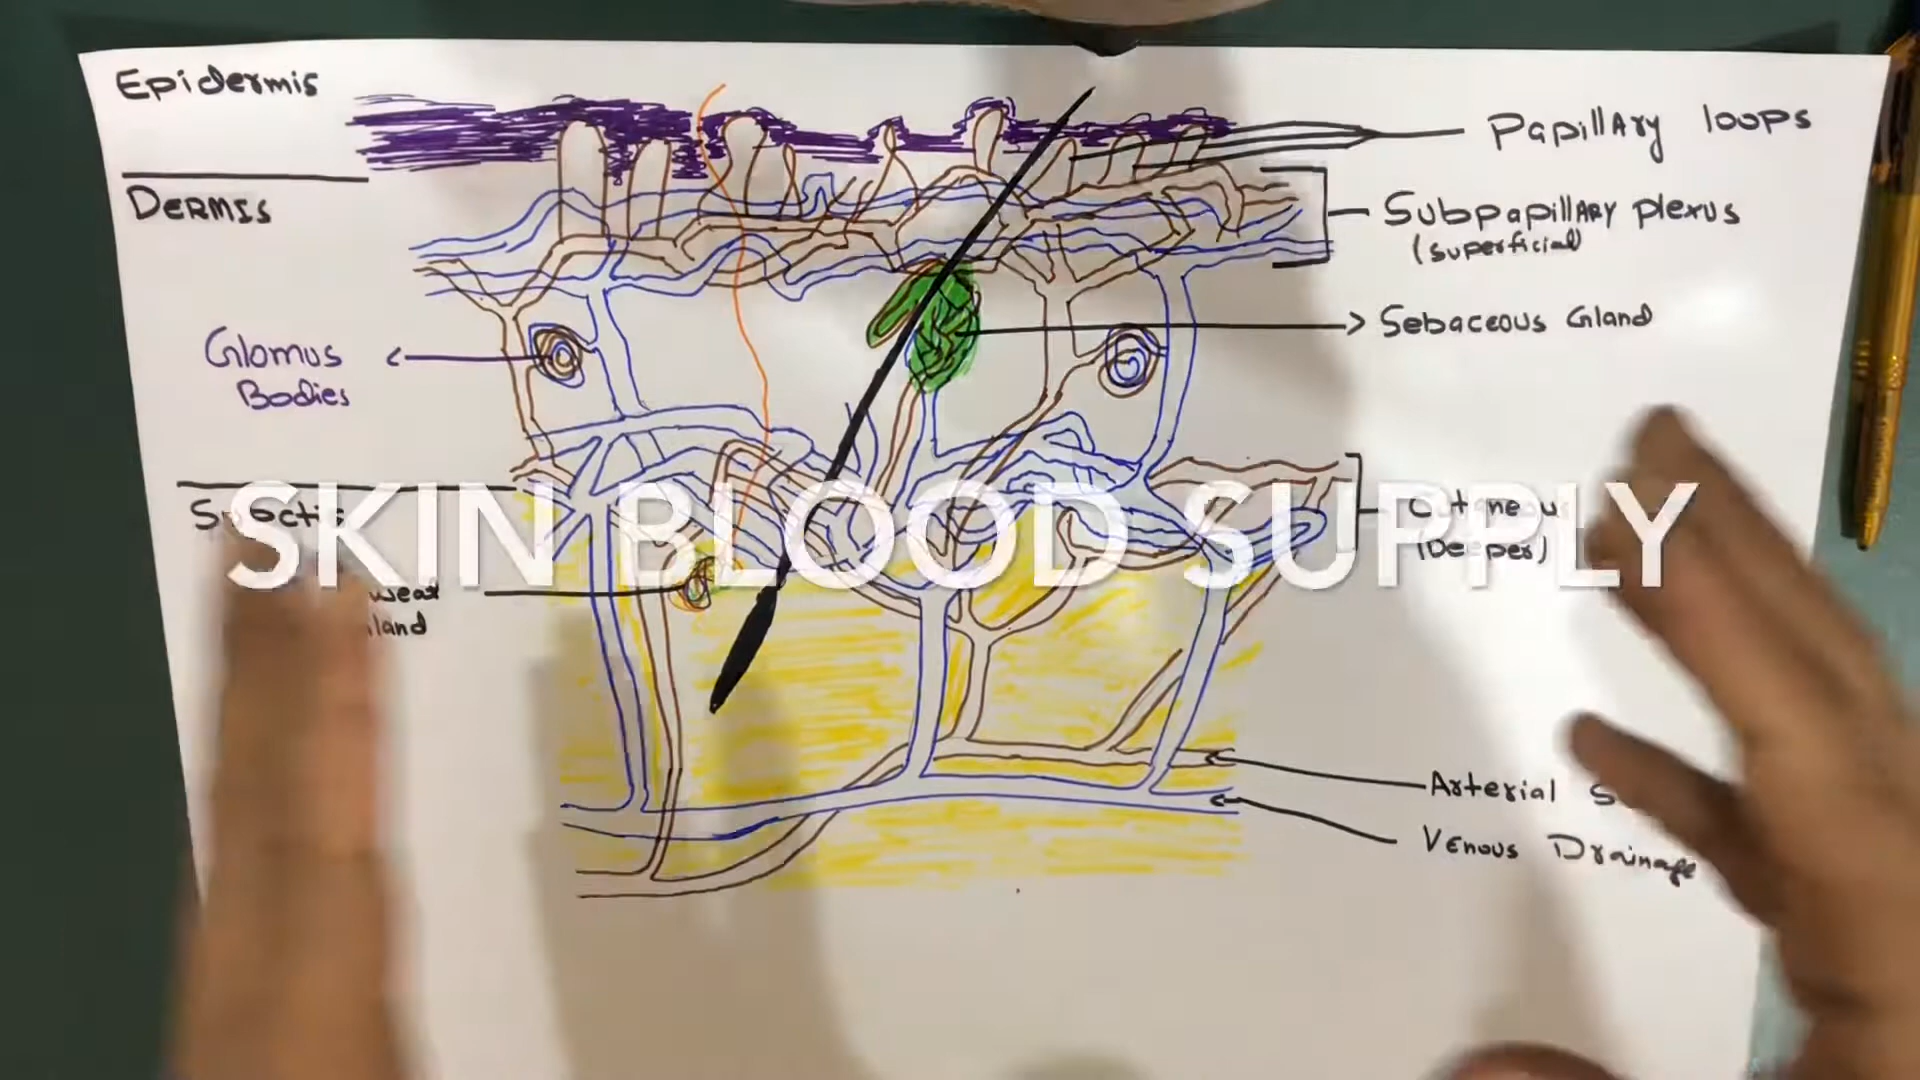 Epidermis
Papillary loops
DERMIS
Subpapillary plexus
(superficial)
Sebaceous Gland
Glomus
Bodies
SKIN BLOOD SUPPLY
(Deeper)
Arterial
Venous Drainage